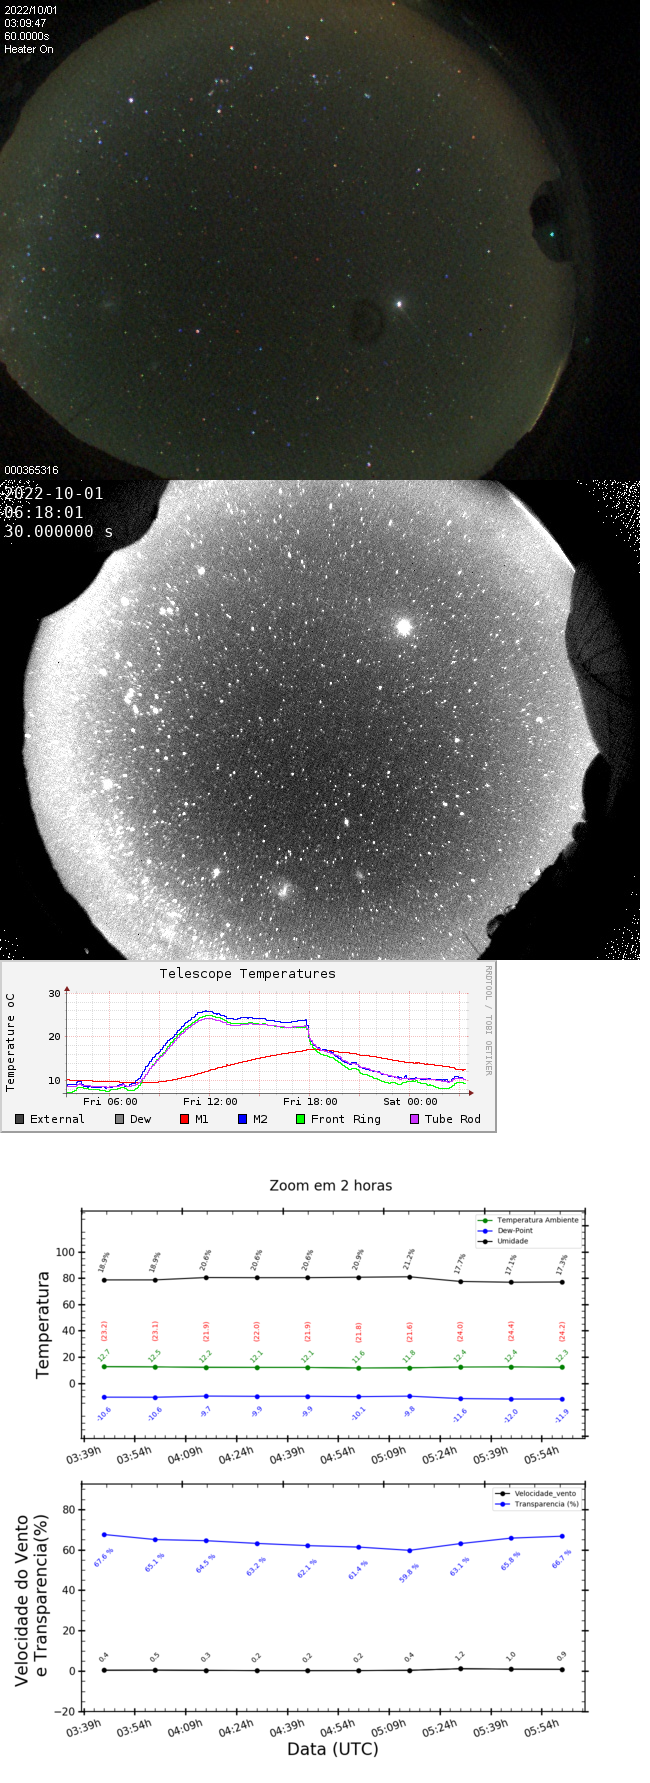 2022/10/01
03:09:47
60.0000s
Heater On
000365316
2022-10-01
06:18:01
30.000000 s
Telescope Temperatures
RRDTOOL / TOBI OETIKER
Temperature oC
30
20
10
Fri 06:00 Fri 12:00 Fri 18:00 Sat 00:00
External Dew M1 M2 Front Ring Tube Rod
Zoom em 2 horas
Temperatura Ambiente
Dew-Point
Umidade
Temperatura
100
80
60
40
20
0
18.9% 18.9% 20.6% 20.6% 20.6% 20.9% 21.2% 17.7% 17.1% 17.3%
(23.2) (23.1) (21.9) (22.0) (21.9) (21.8) (21.6) (24.0) (24.4) (24.2)
12.7 12.5 12.2 12.1 12.1 11.6 11.8 12.4 12.4 12.3
-10.6 -10.6 -9.7 -9.9 -9.9 -10.1 -9.8 -11.6 -12.0 -11.9
03:39h 03:54h 04:09h 04:24h 04:39h 04:54h 05:09h 05:24h 05:39h 05:54h
Velocidade_vento
Transparencia (%)
Velocidade do Vento
e Transparencia(%)
80
60
40
20
0
−20
67.6 % 65.1 % 64.5 % 63.2 % 62.1 % 61.4 % 59.8 % 63.1 % 65.8 % 66.7 %
0.4 0.5 0.3 0.2 0.2 0.2 0.4 1.2 1.0 0.9
03:39h 03:54h 04:09h 04:24h 04:39h 04:54h 05:09h 05:24h 05:39h 05:54h
Data (UTC)